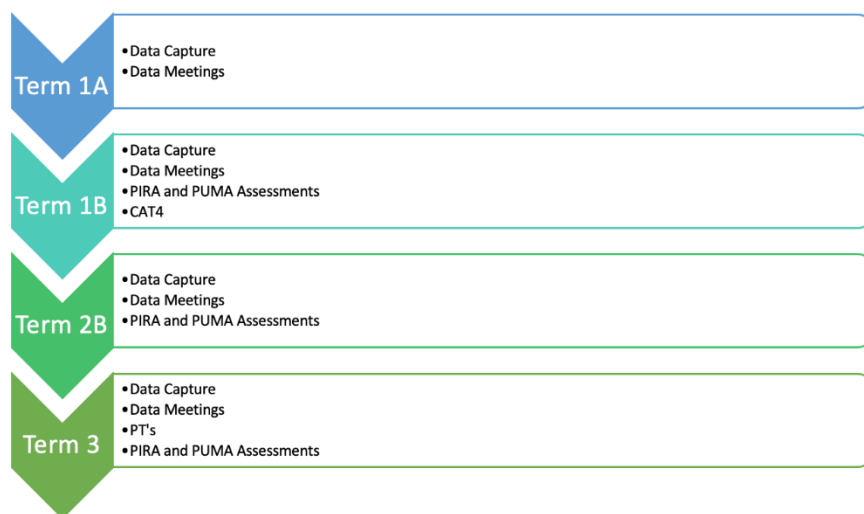 Term 1A
•Data Capture
•Data Meetings
Term 1B
•Data Capture
•Data Meetings
•PIRA and PUMA Assessments
•CAT4
Term 2B
•Data Capture
•Data Meetings
•PIRA and PUMA Assessments
Term 3
•Data Capture
•Data Meetings
•PT's
•PIRA and PUMA Assessments